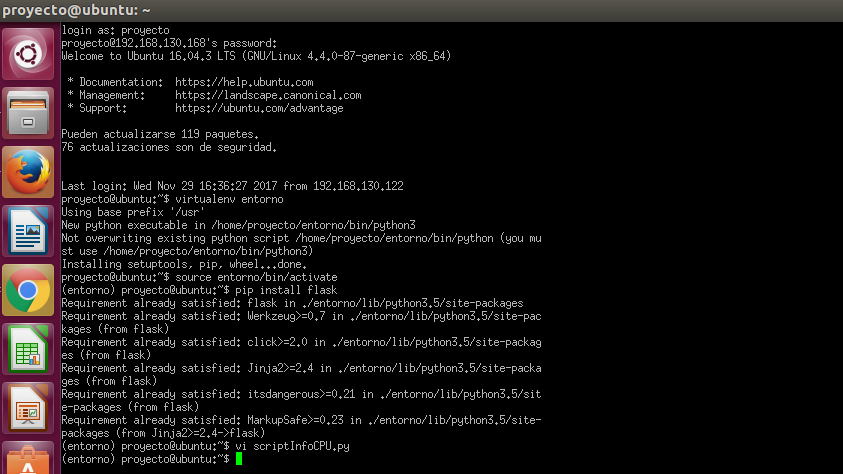 proyecto@ubuntu: ~
login as: proyecto
proyecto@192.168.130.168's password:
Welcome to Ubuntu 16.04.3 LTS (GNU/Linux 4.4.0-87-generic x86_64)
* Documentation:  https://help.ubuntu.com
* Management:     https://landscape.canonical.com
* Support:        https://ubuntu.com/advantage
Pueden actualizarse 119 paquetes.
76 actualizaciones son de seguridad.
Last login: Wed Nov 29 16:36:27 2017 from 192.168.130.122
proyecto@ubuntu:~$ virtualenv entorno
Using base prefix '/usr'
New python executable in /home/proyecto/entorno/bin/python3
Not overwriting existing python script /home/proyecto/entorno/bin/python (you mu
st use /home/proyecto/entorno/bin/python3)
Installing setuptools, pip, wheel...done.
proyecto@ubuntu:~$ source entorno/bin/activate
(entorno) proyecto@ubuntu:~$ pip install flask
Requirement already satisfied: flask in ./entorno/lib/python3.5/site-packages
Requirement already satisfied: Werkzeug>=0.7 in ./entorno/lib/python3.5/site-pac
kages (from flask)
Requirement already satisfied: click>=2.0 in ./entorno/lib/python3.5/site-packag
es (from flask)
Requirement already satisfied: Jinja2>=2.4 in ./entorno/lib/python3.5/site-packa
ges (from flask)
Requirement already satisfied: itsdangerous>=0.21 in ./entorno/lib/python3.5/sit
e-packages (from flask)
Requirement already satisfied: MarkupSafe>=0.23 in ./entorno/lib/python3.5/site-
packages (from Jinja2>=2.4->flask)
(entorno) proyecto@ubuntu:~$ vi scriptInfoCPU.py
(entorno) proyecto@ubuntu:~$